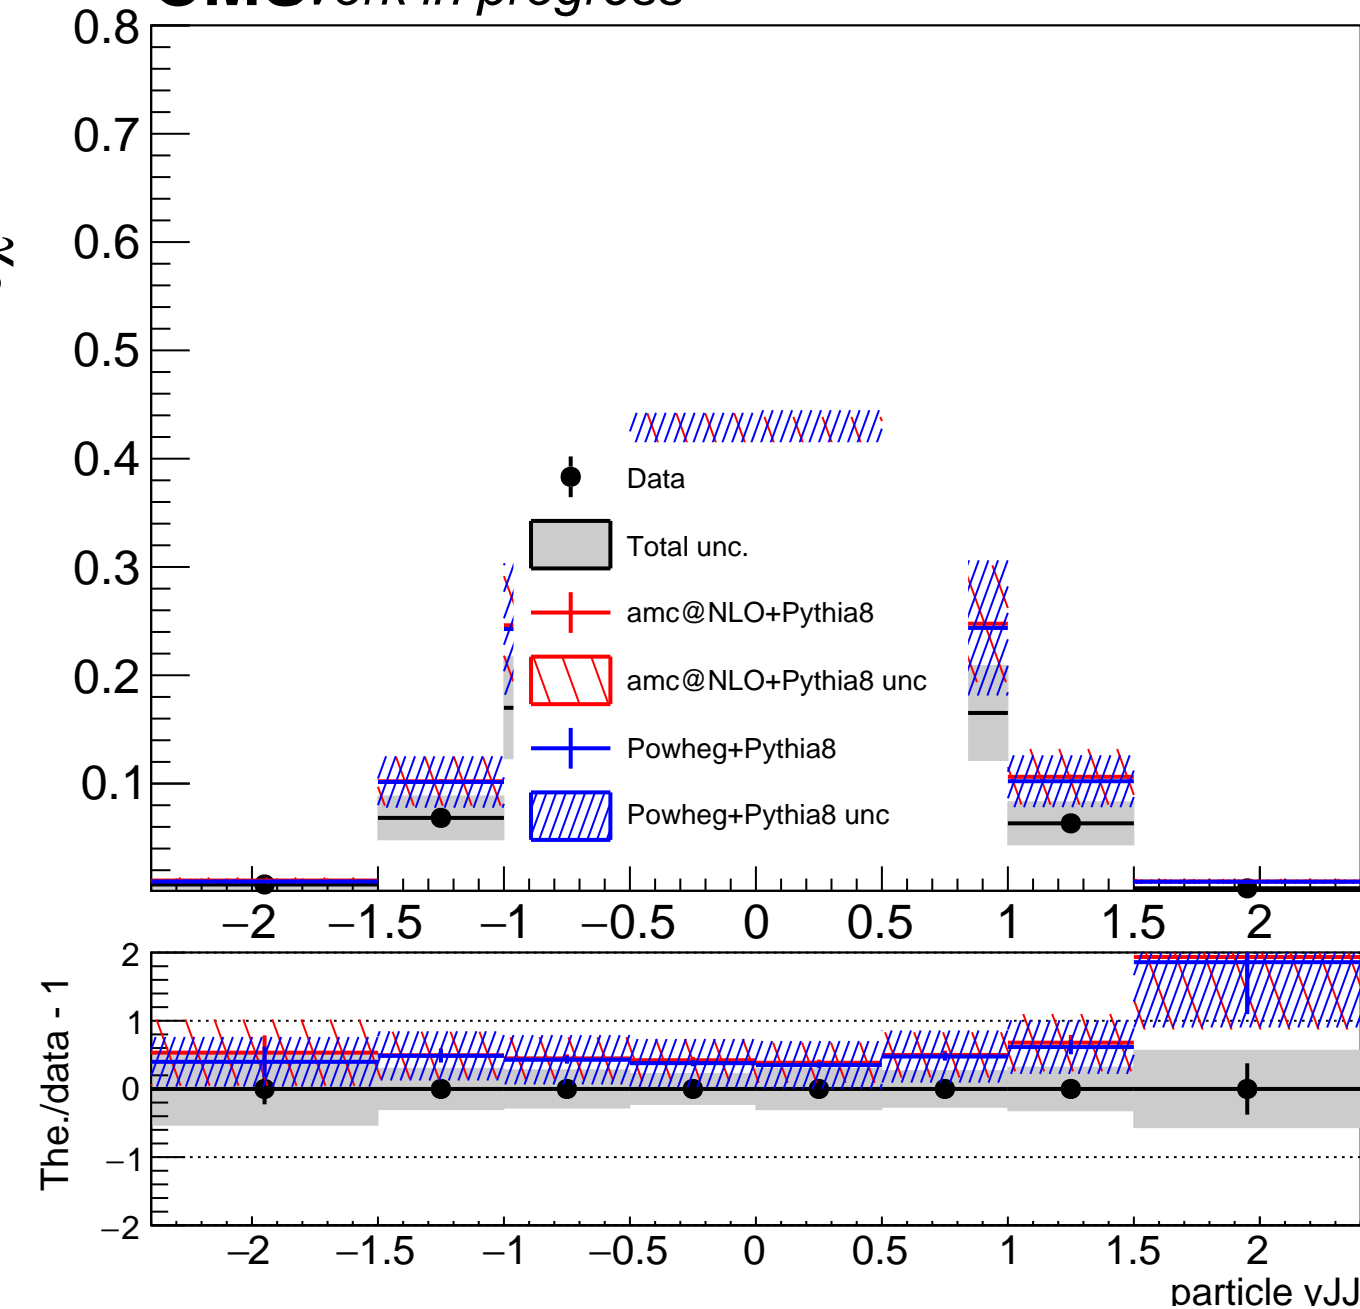 in progress
0.8
0.7
0.6
0.5
0.4
0.3
0.2
0.1
Data
Total unc.
amc@NLO+Pythia8
amc@NLO+Pythia8 unc
Powheg+Pythia8
Powheg+Pythia8 unc
−2 −1.5 −1 −0.5 0 0.5 1 1.5 2
The./data - 1
2
1
0
−1
−2
−2 −1.5 −1 −0.5 0 0.5 1 1.5 2
particle yJJ